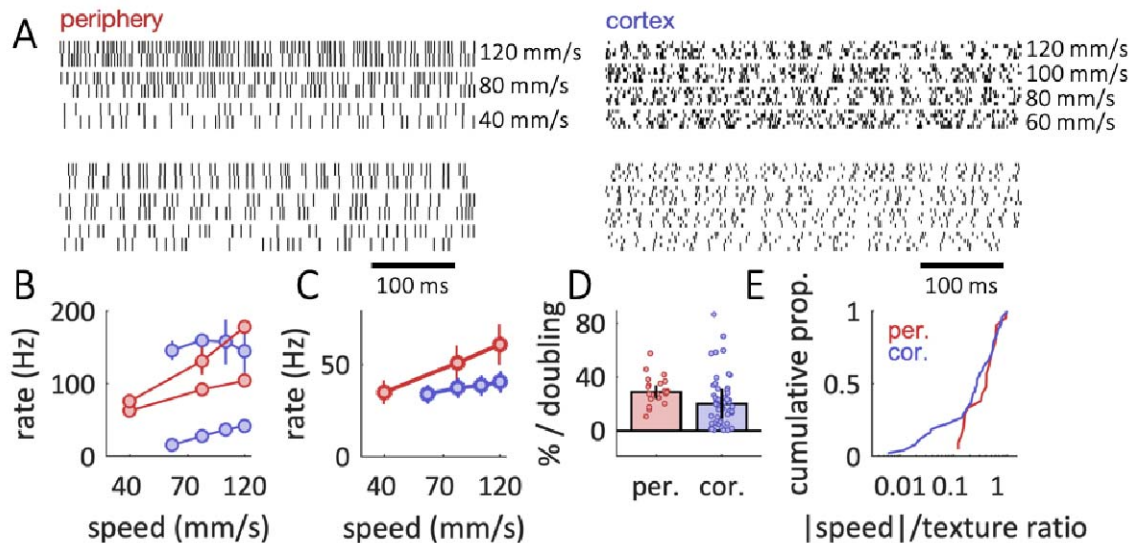 A
periphery
cortex
120 mm/s
80 mm/s
40 mm/s
120 mm/s
100 mm/s
80 mm/s
60 mm/s
100 ms
100 ms
B
rate (Hz)
200
100
0
40
70
120
speed (mm/s)
C
rate (Hz)
50
0
40
70
120
speed (mm/s)
D
% / doubling
80
40
0
per.
cor.
E
cumulative prop.
1
0.5
0
per.
cor.
0.01
0.1
1
|speed|/texture ratio